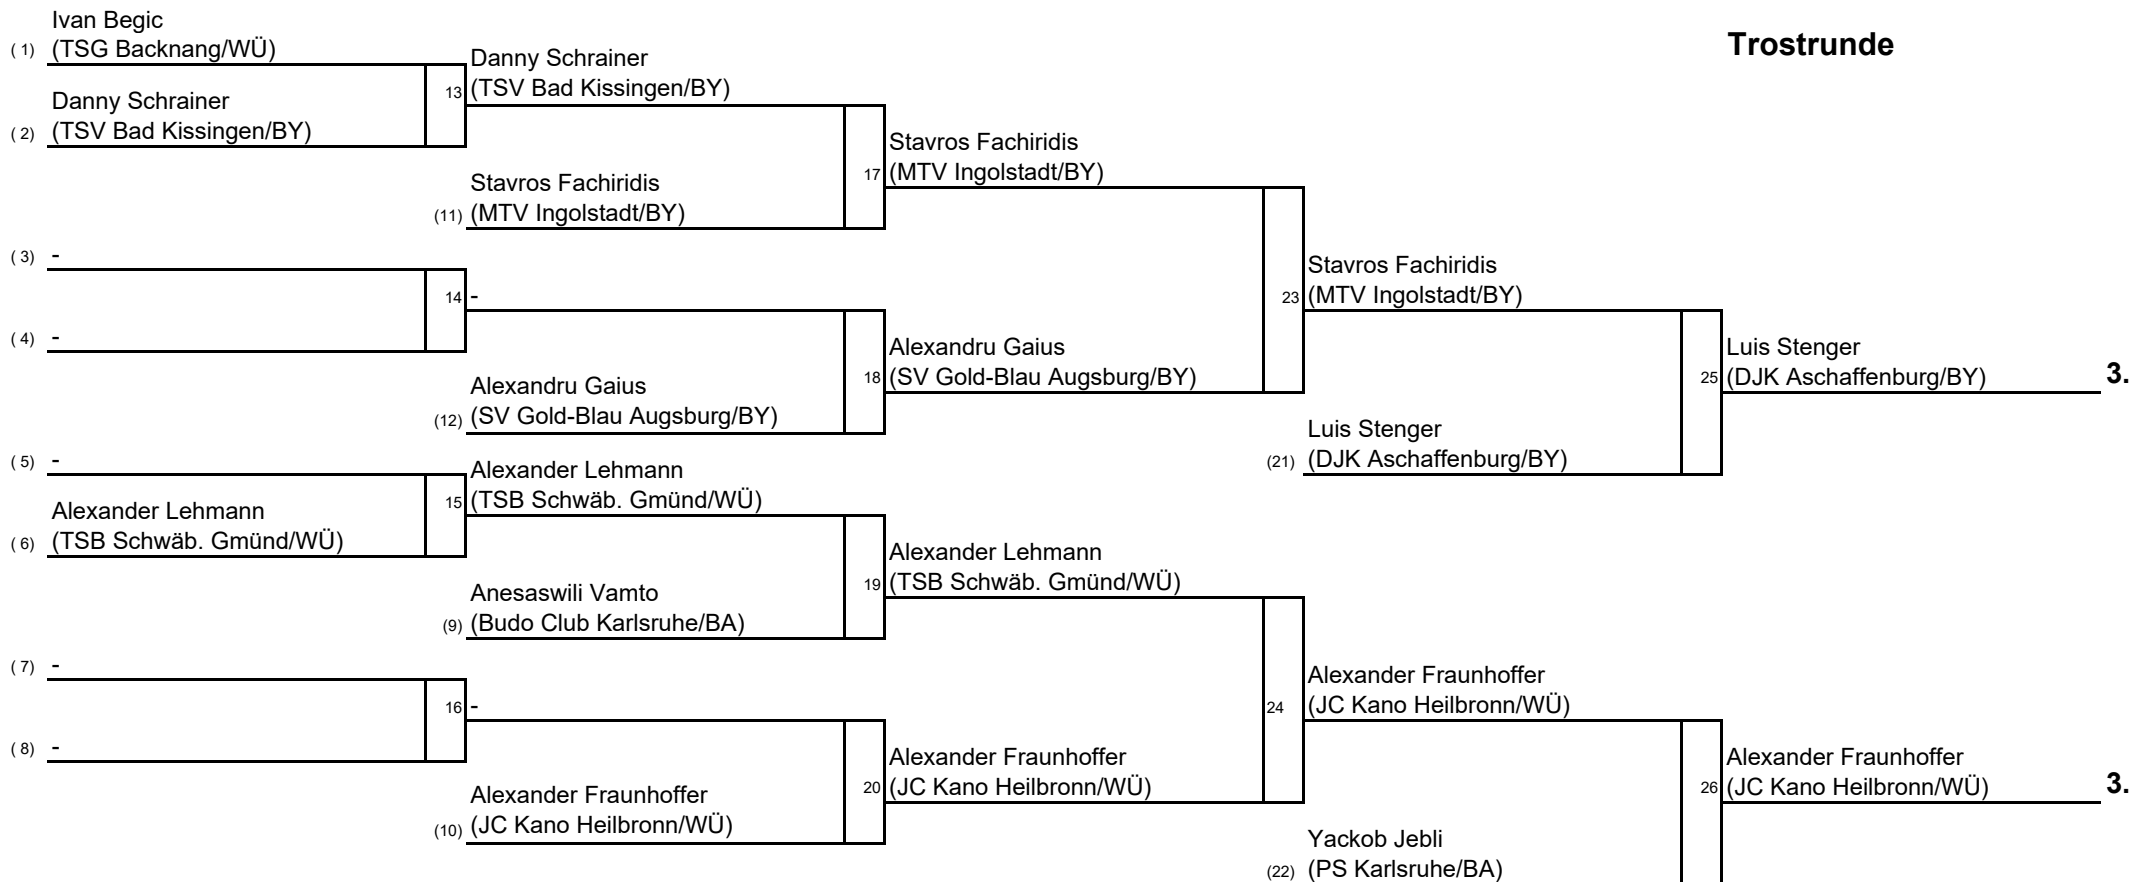 Trostrunde
Ivan Begic
( 1) (TSG Backnang/WÜ)
Danny Schrainer
( 2) (TSV Bad Kissingen/BY)
( 3) -
( 4) -
( 5) -
Alexander Lehmann
( 6) (TSB Schwäb. Gmünd/WÜ)
( 7) -
( 8) -
Danny Schrainer
13 (TSV Bad Kissingen/BY)
Stavros Fachiridis
(11) (MTV Ingolstadt/BY)
14 -
Alexandru Gaius
(12) (SV Gold-Blau Augsburg/BY)
Alexander Lehmann
15 (TSB Schwäb. Gmünd/WÜ)
Anesaswili Vamto
(9) (Budo Club Karlsruhe/BA)
16 -
Alexander Fraunhoffer
(10) (JC Kano Heilbronn/WÜ)
Stavros Fachiridis
17 (MTV Ingolstadt/BY)
Alexandru Gaius
18 (SV Gold-Blau Augsburg/BY)
Alexander Lehmann
19 (TSB Schwäb. Gmünd/WÜ)
Alexander Fraunhoffer
20 (JC Kano Heilbronn/WÜ)
Stavros Fachiridis
23 (MTV Ingolstadt/BY)
Luis Stenger
(21) (DJK Aschaffenburg/BY)
Alexander Fraunhoffer
24 (JC Kano Heilbronn/WÜ)
Yackob Jebli
(22) (PS Karlsruhe/BA)
Luis Stenger
25 (DJK Aschaffenburg/BY) 3.
Alexander Fraunhoffer
26 (JC Kano Heilbronn/WÜ) 3.